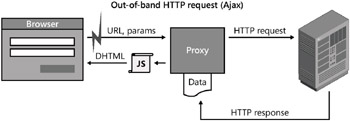 Out-of-band HTTP request (Ajax)
Browser
URL, params
HTTP request
Proxy
DHTML
JS
Data
HTTP response